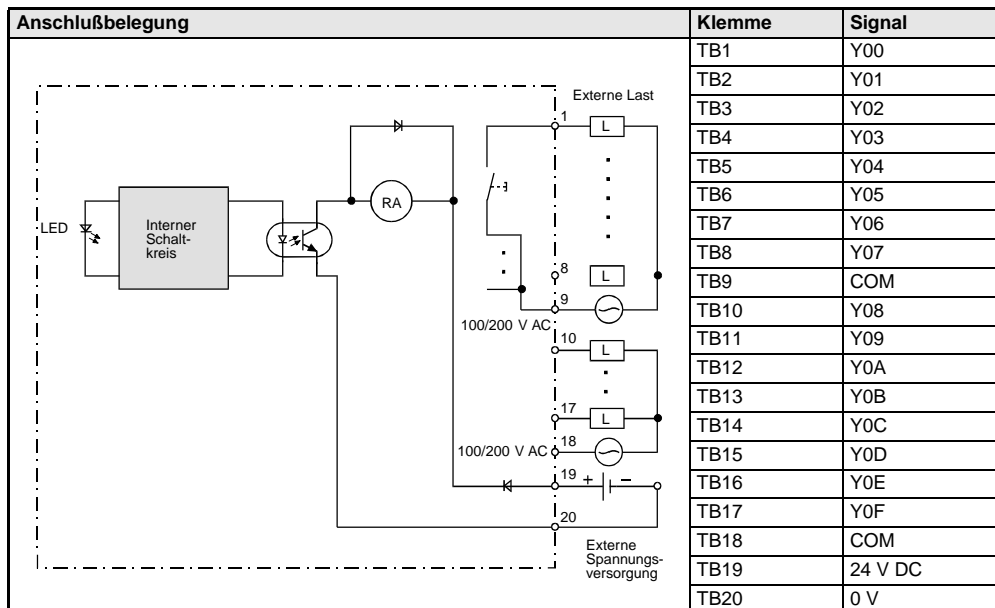 Anschlußbelegung
Klemme Signal
TB1 Y00
TB2 Y01
TB3 Y02
TB4 Y03
TB5 Y04
TB6 Y05
TB7 Y06
TB8 Y07
TB9 COM
TB10 Y08
TB11 Y09
TB12 Y0A
TB13 Y0B
TB14 Y0C
TB15 Y0D
TB16 Y0E
TB17 Y0F
TB18 COM
TB19 24 V DC
TB20 0 V
Externe Last
1
L
RA
LED
Interner
Schalt-
kreis
8
L
9
100/200 V AC
10
L
17
L
100/200 V AC
18
19 + –
20
Externe
Spannungs-
versorgung